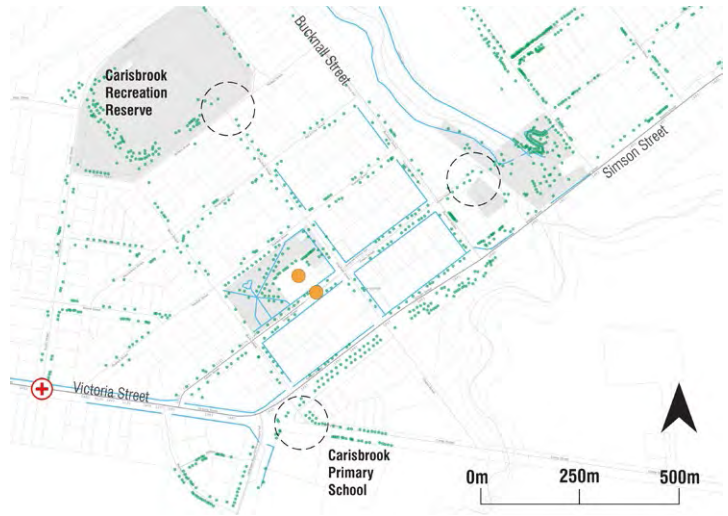 Carisbrook
Recreation
Reserve
Bucknall Street
Simson Street
Victoria Street
Carisbrook
Primary
School
0m
250m
500m